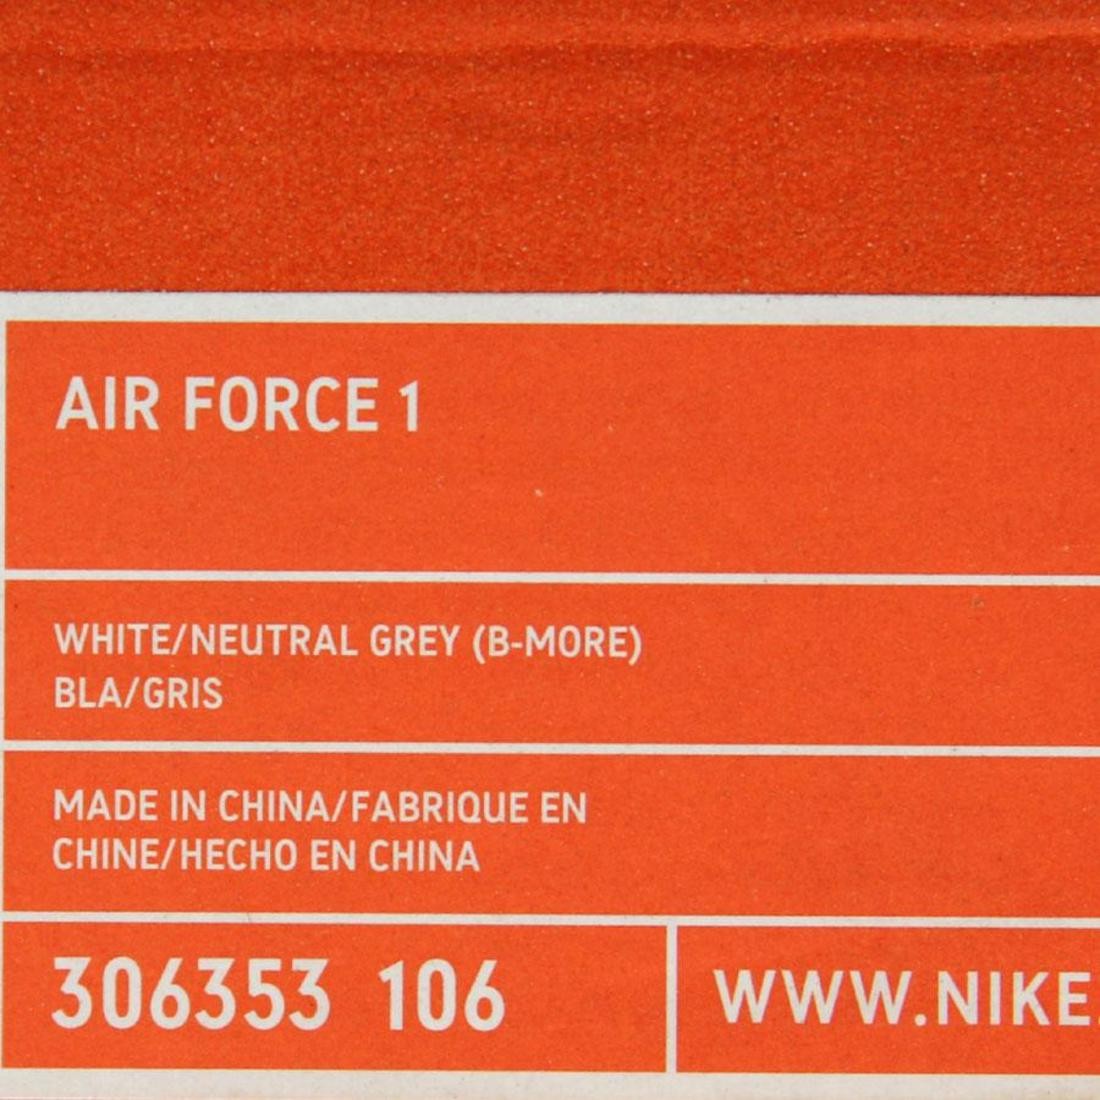 AIR FORCE 1
WHITE/NEUTRAL GREY (B-MORE)
BLA/GRIS
MADE IN CHINA/FABRIQUE EN
CHINE/HECHO EN CHINA
306353 106
WWW.NIKE.